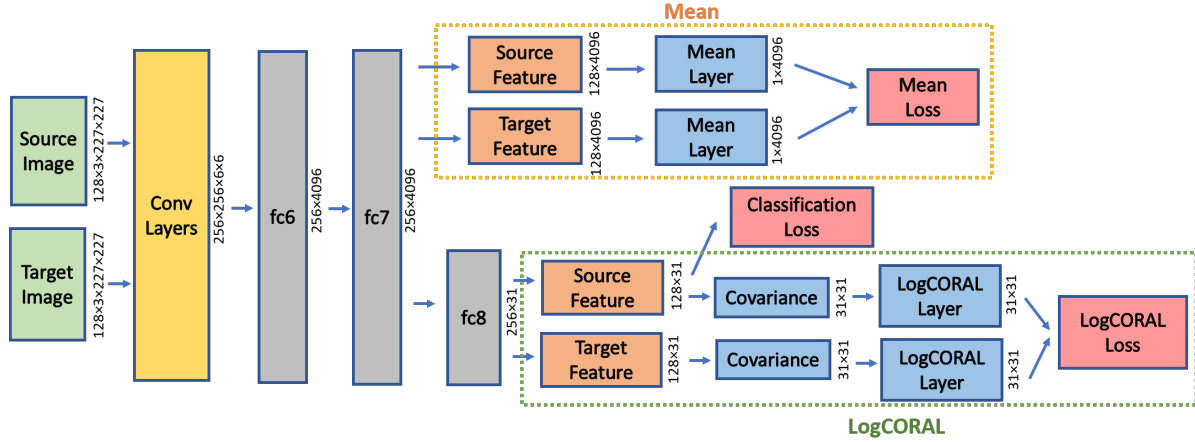 Mean
Source
Image
128×3×227×227
Target
Image
128×3×227×227
Conv
Layers
256×256×6×6
fc6
256×4096
fc7
256×4096
Source
Feature
128×4096
Mean
Layer
1×4096
Target
Feature
128×4096
Mean
Layer
1×4096
Mean
Loss
Classification
Loss
fc8
256×31
Source
Feature
128×31
Covariance
31×31
LogCORAL
Layer
31×31
Target
Feature
128×31
Covariance
31×31
LogCORAL
Layer
31×31
LogCORAL
Loss
LogCORAL